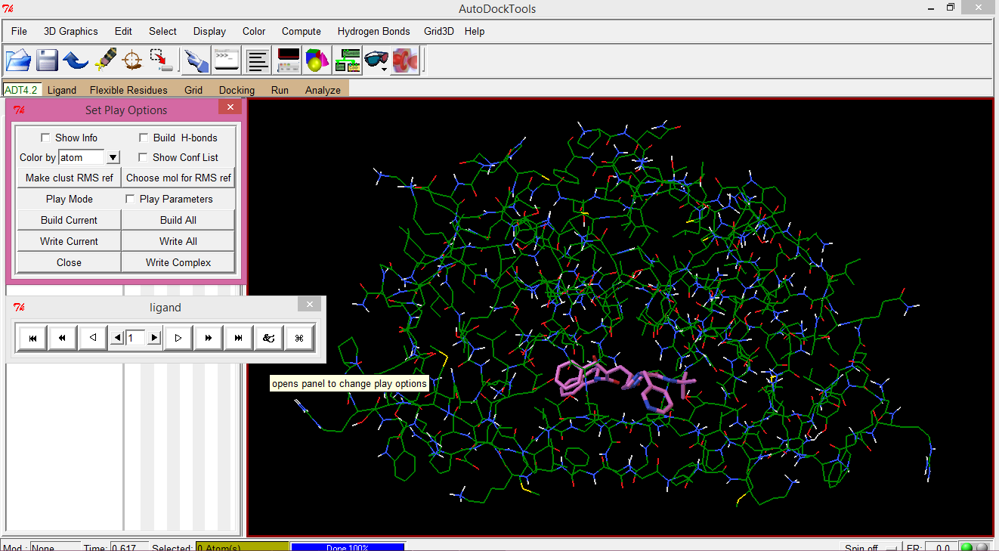 AutoDockTools
File 3D Graphics Edit Select Display Color Compute Hydrogen Bonds Grid3D Help
>>>
ADT4.2 Ligand Flexible Residues Grid Docking Run Analyze
Set Play Options
Show Info Build H-bonds
Color by atom Show Conf List
Make clust RMS ref Choose mol for RMS ref
Play Mode Play Parameters
Build Current Build All
Write Current Write All
Close Write Complex
ligand
1
opens panel to change play options
Mod.: None Time: 0.617 Selected: 0 Atom(s) Done 100% Spin off FR: 0.0